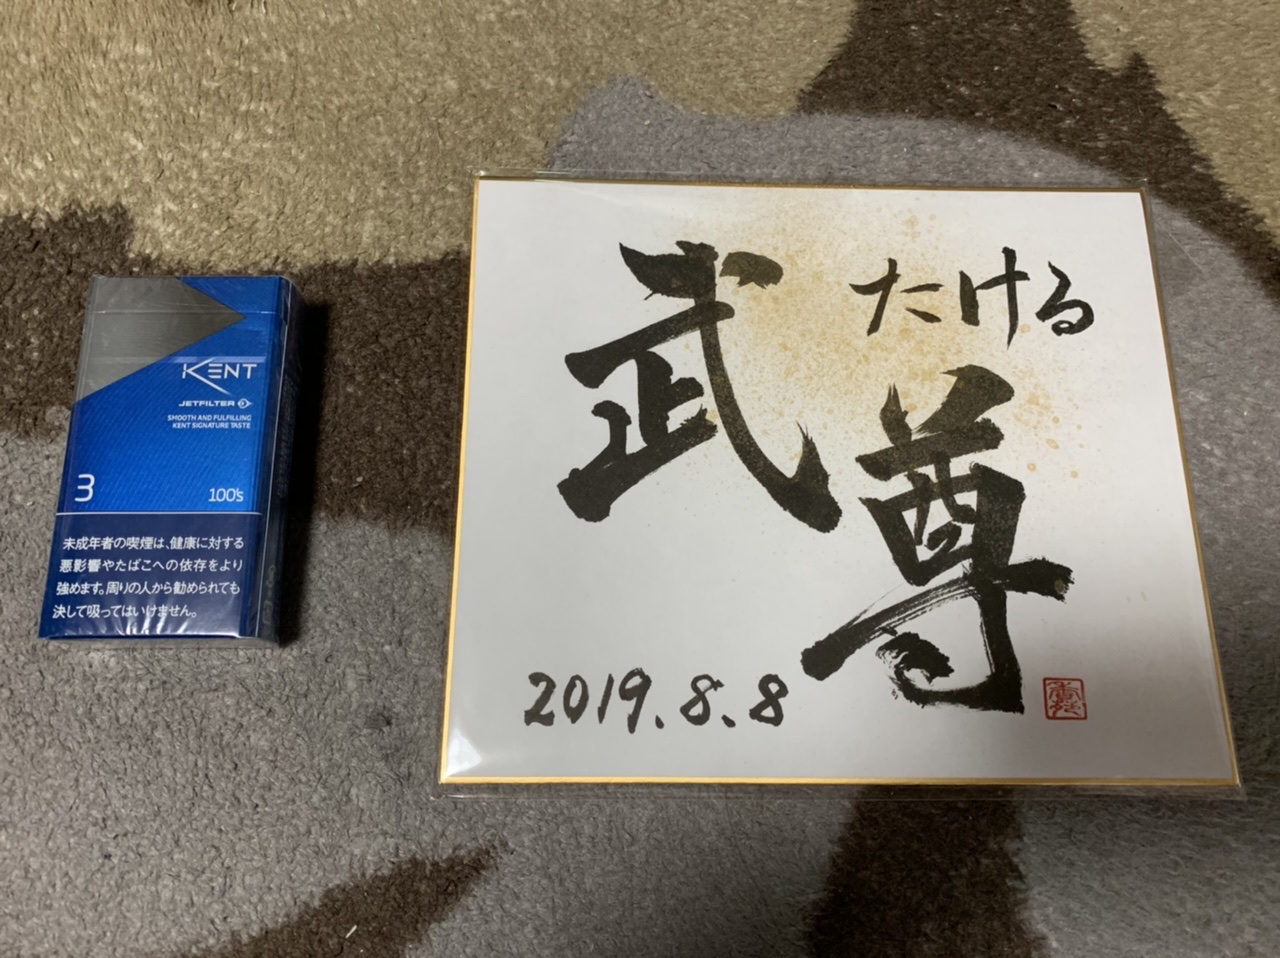 KENT
JETFILTER
SMOOTH AND FULFILLING
KENT SIGNATURE TASTE
3
100's
未成年者の喫煙は、健康に対する
悪影響やたばこへの依存をより
強めます。周りの人から勧められても
決して吸ってはいけません。
武尊
たける
2019.8.8